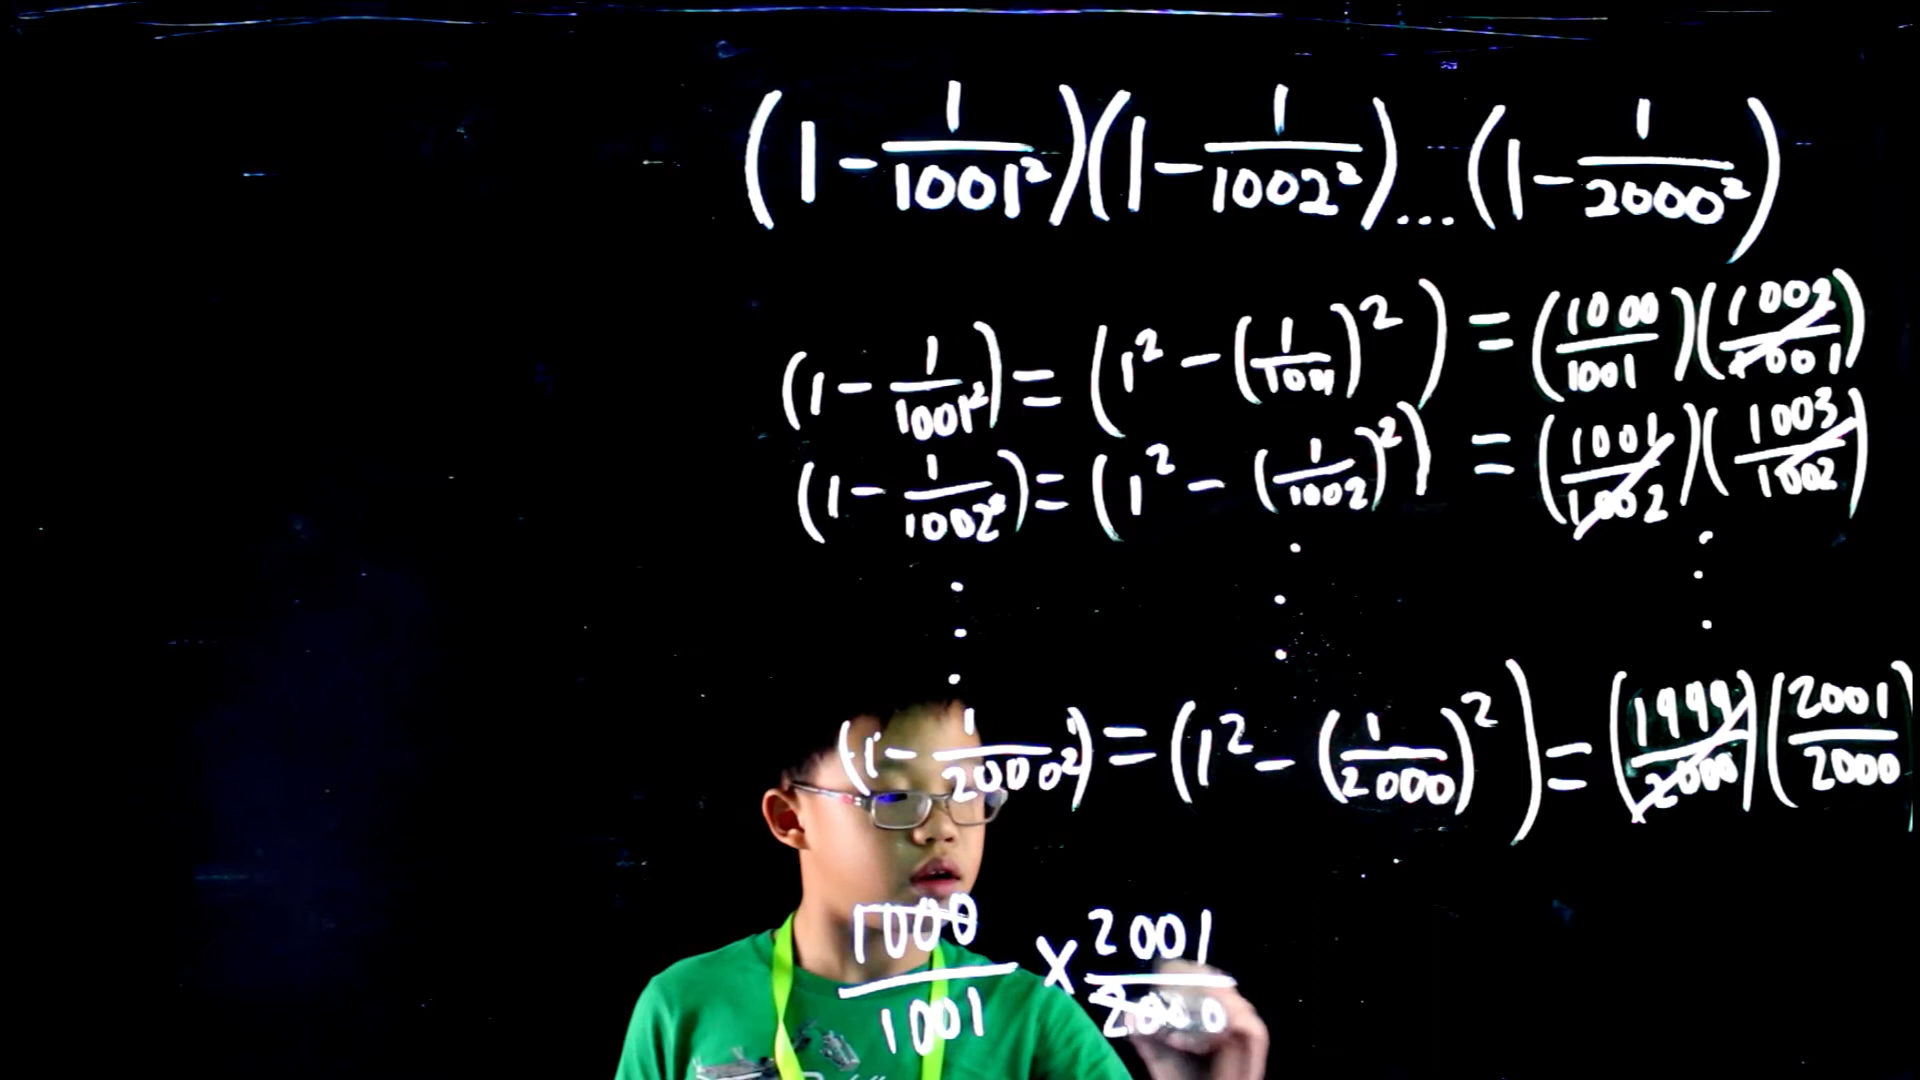 (1 - 1/1001²)(1 - 1/1002²)...(1 - 1/2000²)
(1 - 1/1001²) = (1² - (1/1001)²) = (1000/1001)(1002/1001)
(1 - 1/1002²) = (1² - (1/1002)²) = (1001/1002)(1003/1002)
(1 - 1/2000²) = (1² - (1/2000)²) = (1999/2000)(2001/2000)
1000/1001 × 2001/2000